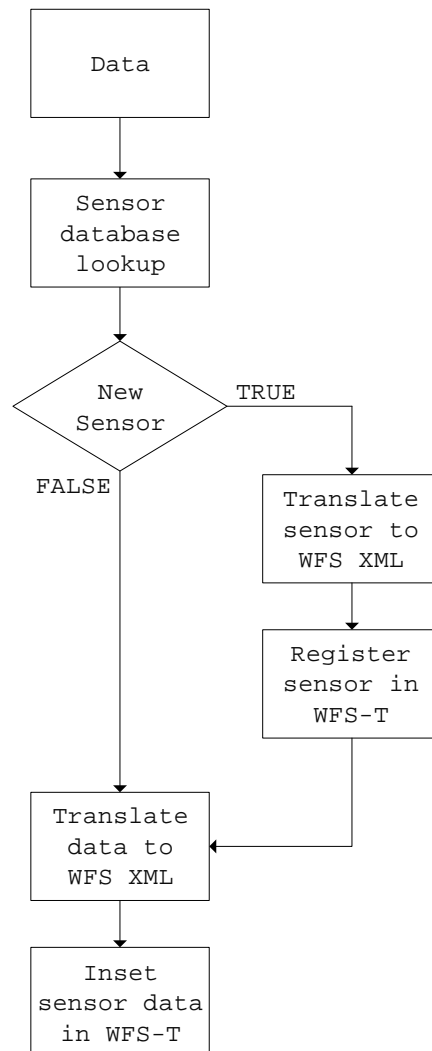 Data
Sensor
database
lookup
New
Sensor
TRUE
FALSE
Translate
sensor to
WFS XML
Register
sensor in
WFS-T
Translate
data to
WFS XML
Inset
sensor data
in WFS-T